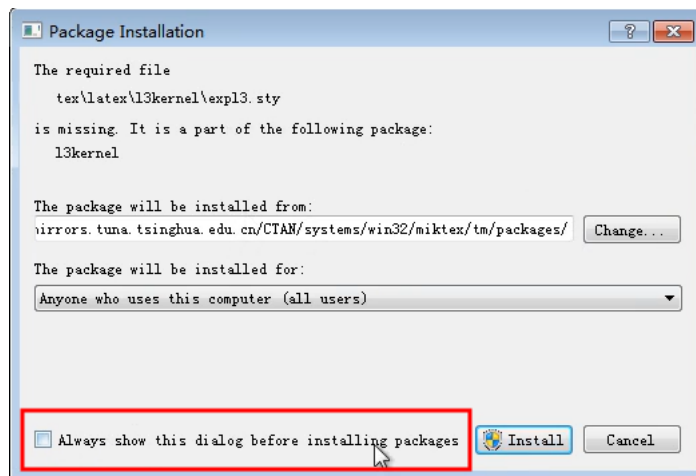 Package Installation
The required file
tex\latex\l3kernel\expl3.sty
is missing. It is a part of the following package:
l3kernel
The package will be installed from:
irrors.tuna.tsinghua.edu.cn/CTAN/systems/win32/miktex/tm/packages/
Change...
The package will be installed for:
Anyone who uses this computer (all users)
Always show this dialog before installing packages
Install
Cancel